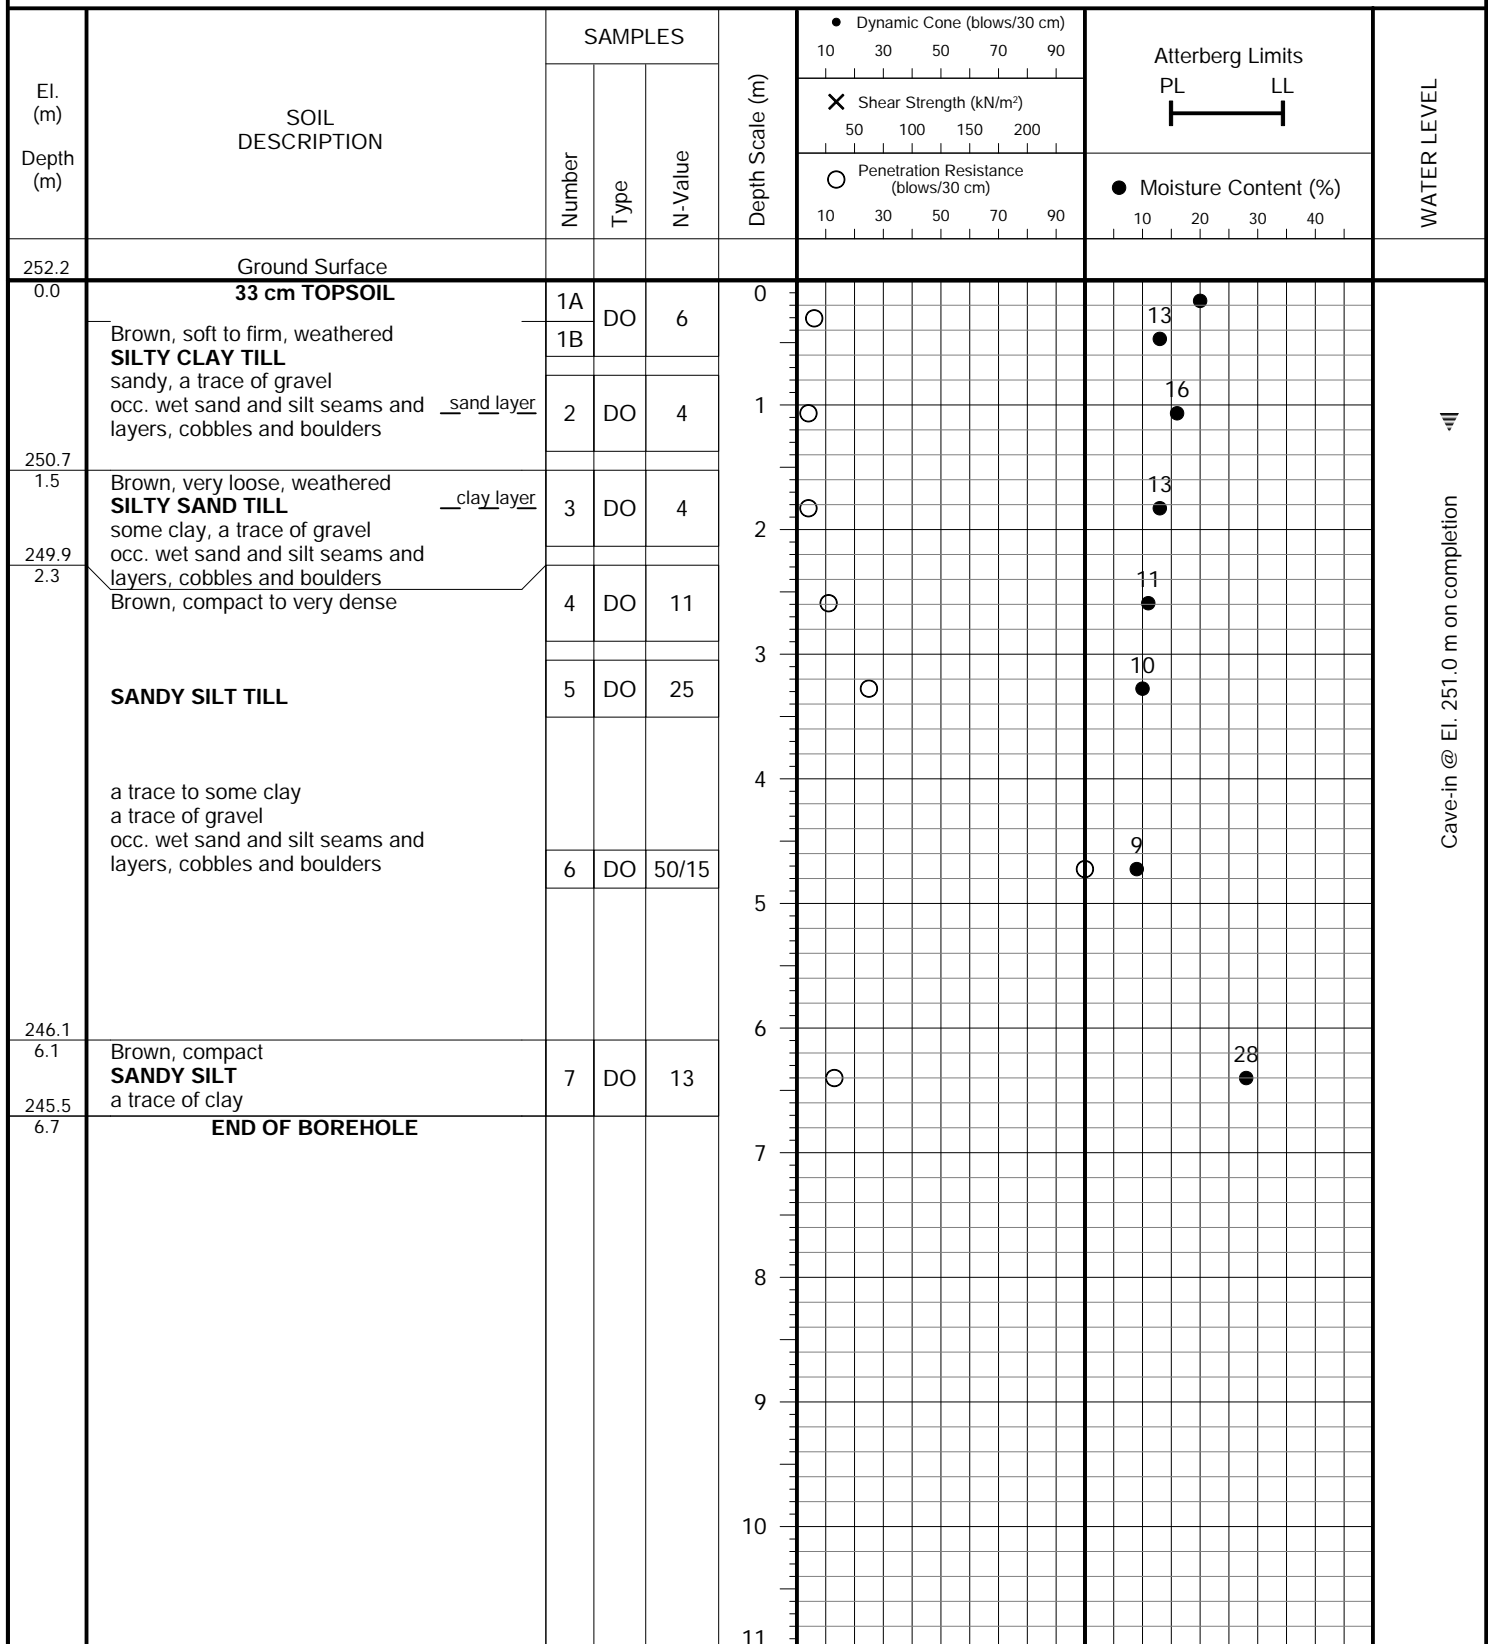 El.
(m)
Depth
(m)
SOIL
DESCRIPTION
SAMPLES
Number
Type
N-Value
Depth Scale (m)
Dynamic Cone (blows/30 cm)
10 30 50 70 90
Shear Strength (kN/m²)
50 100 150 200
Penetration Resistance
(blows/30 cm)
10 30 50 70 90
Atterberg Limits
PL LL
Moisture Content (%)
10 20 30 40
WATER LEVEL
252.2 Ground Surface
0.0 33 cm TOPSOIL
1A
DO 6
1B
0
13
Brown, soft to firm, weathered
SILTY CLAY TILL
sandy, a trace of gravel
occ. wet sand and silt seams and sand layer
layers, cobbles and boulders
2 DO 4
1
16
250.7
1.5 Brown, very loose, weathered
SILTY SAND TILL clay layer
some clay, a trace of gravel
occ. wet sand and silt seams and
layers, cobbles and boulders
3 DO 4
2
13
249.9
2.3
Brown, compact to very dense
4 DO 11
11
3
SANDY SILT TILL
5 DO 25
10
4
a trace to some clay
a trace of gravel
occ. wet sand and silt seams and
layers, cobbles and boulders
6 DO 50/15
9
5
Cave-in @ El. 251.0 m on completion
246.1
6.1 Brown, compact
SANDY SILT
a trace of clay
7 DO 13
6
28
245.5
6.7 END OF BOREHOLE
7
8
9
10
11